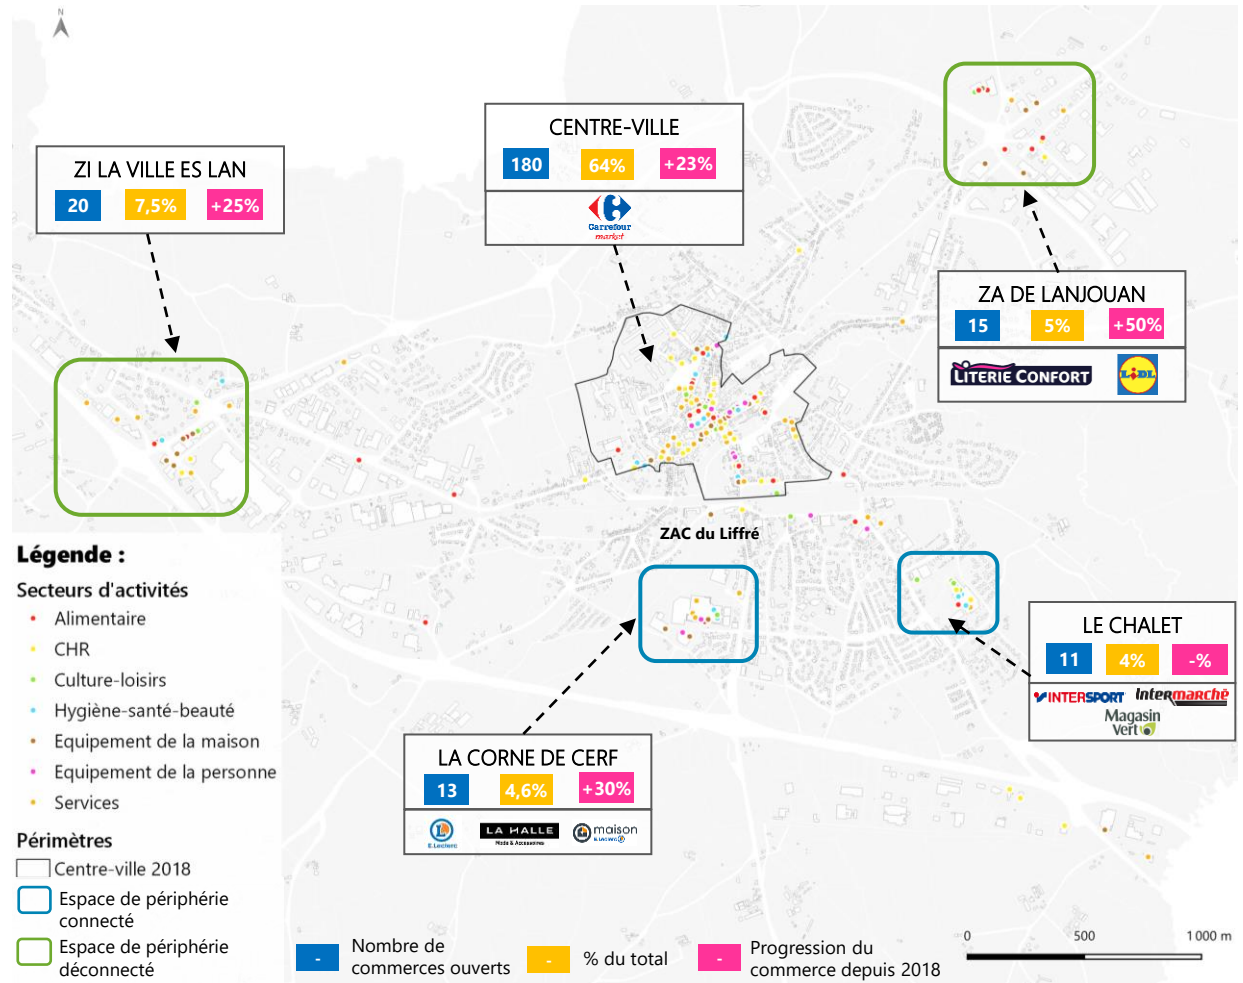 N
ZI LA VILLE ES LAN
20 7,5% +25%
CENTRE-VILLE
180 64% +23%
Carrefour
market
ZA DE LANJOUAN
15 5% +50%
LITERIE CONFORT LIDL
ZAC du Liffré
LE CHALET
11 4% -%
INTERSPORT Intermarché
Magasin
Vert
LA CORNE DE CERF
13 4,6% +30%
E.Leclerc LA HALLE maison
Mode & Accessoires E.LECLERC
Légende :
Secteurs d'activités
Alimentaire
CHR
Culture-loisirs
Hygiène-santé-beauté
Equipement de la maison
Equipement de la personne
Services
Périmètres
Centre-ville 2018
Espace de périphérie
connecté
Espace de périphérie
déconnecté
- Nombre de
commerces ouverts
- % du total
- Progression du
commerce depuis 2018
0 500 1 000 m